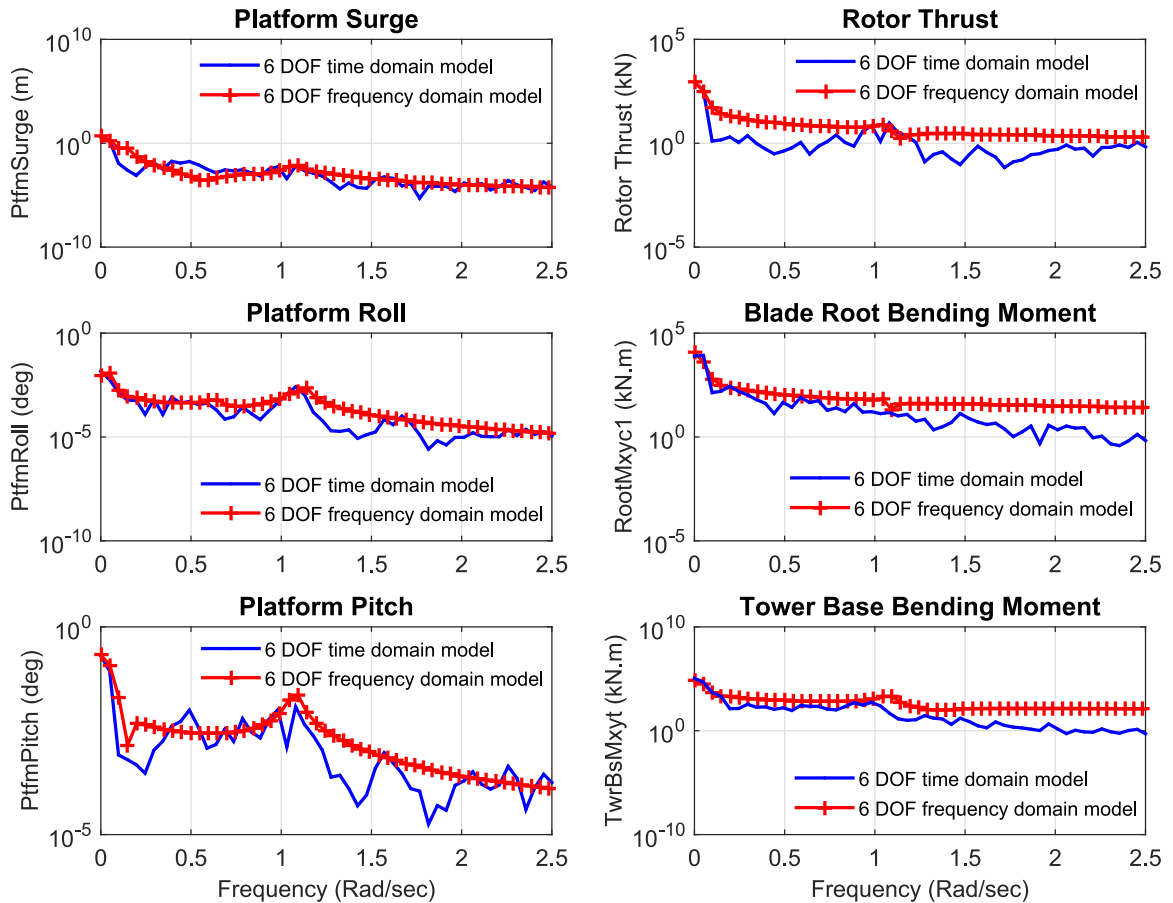 Platform Surge
PtfmSurge (m)
10^10
10^0
10^-10
6 DOF time domain model
6 DOF frequency domain model
0 0.5 1 1.5 2 2.5
Rotor Thrust
Rotor Thrust (kN)
10^5
10^0
10^-5
6 DOF time domain model
6 DOF frequency domain model
0 0.5 1 1.5 2 2.5
Platform Roll
PtfmRoll (deg)
10^0
10^-5
10^-10
6 DOF time domain model
6 DOF frequency domain model
0 0.5 1 1.5 2 2.5
Blade Root Bending Moment
RootMxyc1 (kN.m)
10^5
10^0
10^-5
6 DOF time domain model
6 DOF frequency domain model
0 0.5 1 1.5 2 2.5
Platform Pitch
PtfmPitch (deg)
10^0
10^-5
6 DOF time domain model
6 DOF frequency domain model
0 0.5 1 1.5 2 2.5
Frequency (Rad/sec)
Tower Base Bending Moment
TwrBsMxyt (kN.m)
10^10
10^0
10^-10
6 DOF time domain model
6 DOF frequency domain model
0 0.5 1 1.5 2 2.5
Frequency (Rad/sec)